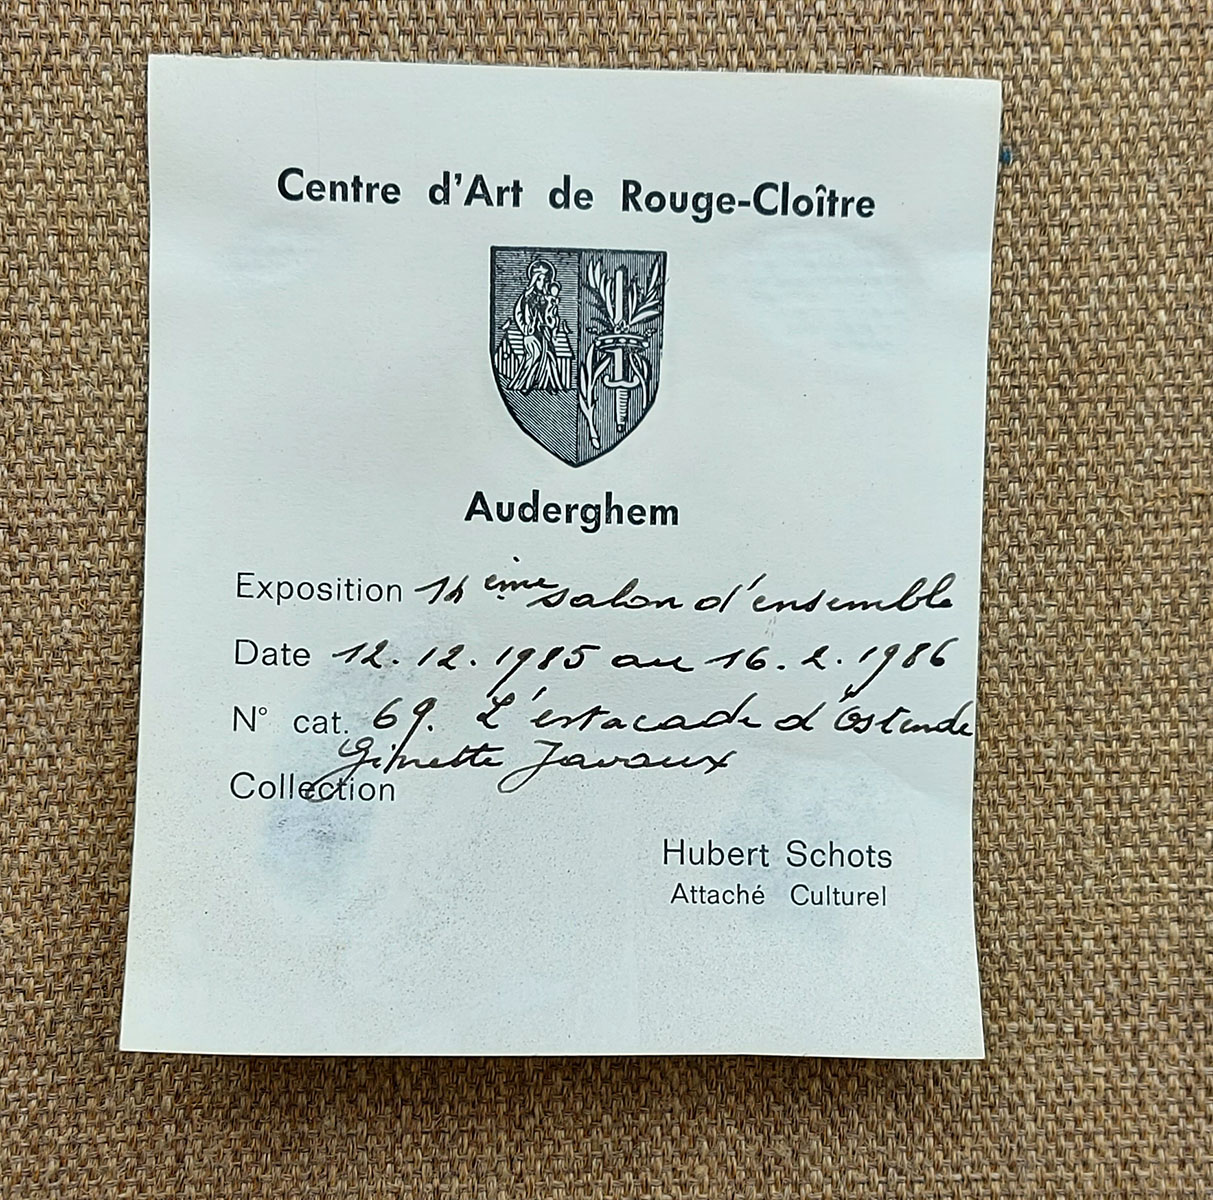 Centre d'Art de Rouge-Cloître
Auderghem
Exposition 14ème salon d'ensemble
Date 12.12.1985 au 16.2.1986
N° cat. 69. L'estacade d'Ostende
Ginette Javaux
Collection
Hubert Schots
Attaché Culturel